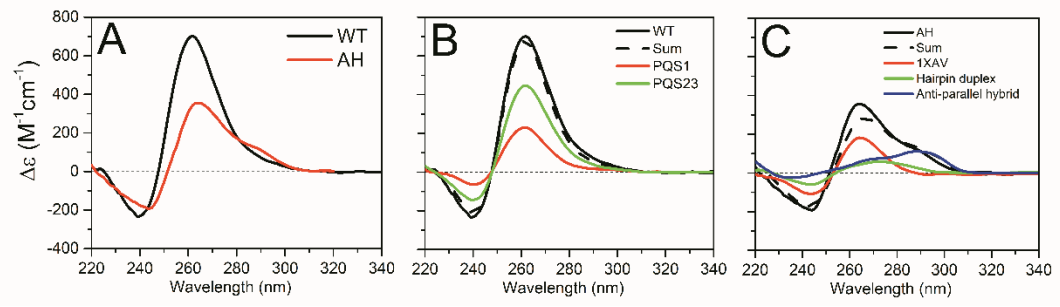 A
WT
AH
Δε (M⁻¹cm⁻¹)
800
600
400
200
0
-200
-400
220 240 260 280 300 320 340
Wavelength (nm)
B
WT
Sum
PQS1
PQS23
220 240 260 280 300 320 340
Wavelength (nm)
C
AH
Sum
1XAV
Hairpin duplex
Anti-parallel hybrid
220 240 260 280 300 320 340
Wavelength (nm)